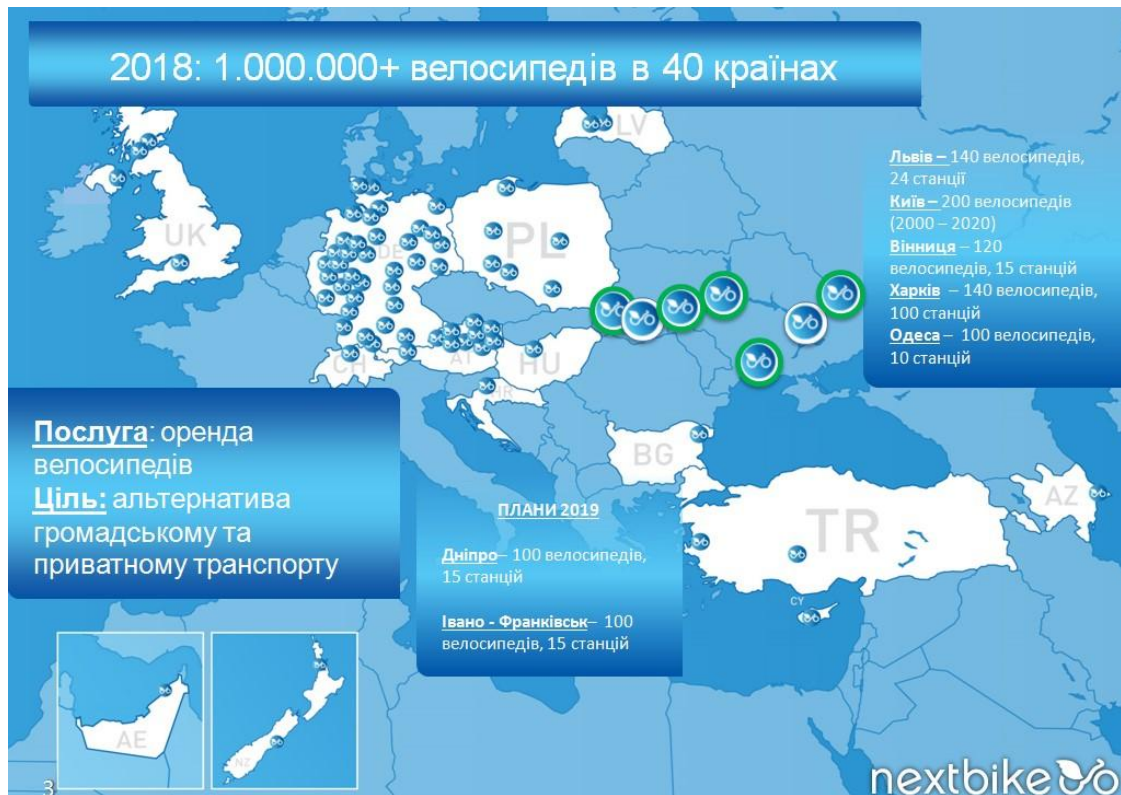 2018: 1.000.000+ велосипедів в 40 країнах
LV
UK
DE
PL
CH
AT
HU
HR
BG
TR
AZ
CY
Львів – 140 велосипедів,
24 станції
Київ – 200 велосипедів
(2000 – 2020)
Вінниця – 120
велосипедів, 15 станцій
Харків – 140 велосипедів,
100 станцій
Одеса – 100 велосипедів,
10 станцій
Послуга: оренда
велосипедів
Ціль: альтернатива
громадському та
приватному транспорту
ПЛАНИ 2019
Дніпро– 100 велосипедів,
15 станцій
Івано - Франківськ– 100
велосипедів, 15 станцій
AE
NZ
3
nextbike